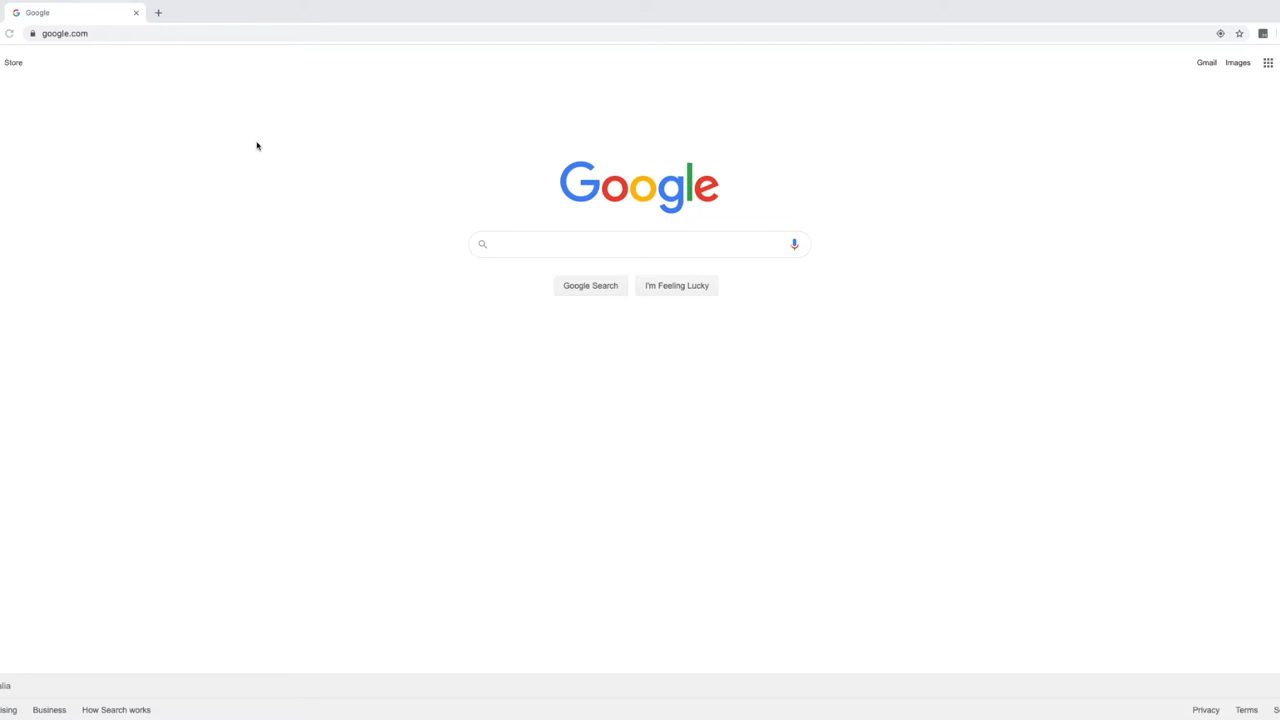 Google
google.com
Store
Gmail Images
Google
Google Search I'm Feeling Lucky
Business How Search works
Privacy Terms